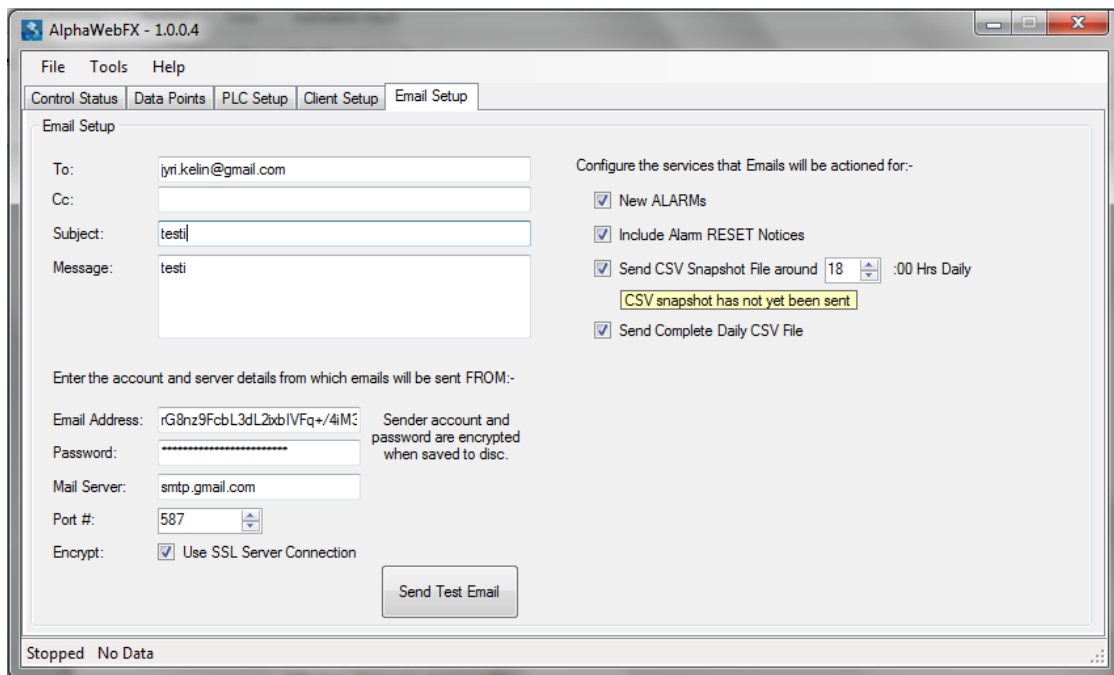 AlphaWebFX - 1.0.0.4
File Tools Help
Control Status Data Points PLC Setup Client Setup Email Setup
Email Setup
To: jyri.kelin@gmail.com
Cc:
Subject: testi
Message: testi
Configure the services that Emails will be actioned for:-
New ALARMs
Include Alarm RESET Notices
Send CSV Snapshot File around 18 :00 Hrs Daily
CSV snapshot has not yet been sent
Send Complete Daily CSV File
Enter the account and server details from which emails will be sent FROM:-
Email Address: rG8nz9FcbL3dL2ixbIVFq+/4iM3
Password: ************************
Sender account and
password are encrypted
when saved to disc.
Mail Server: smtp.gmail.com
Port #: 587
Encrypt: Use SSL Server Connection
Send Test Email
Stopped No Data